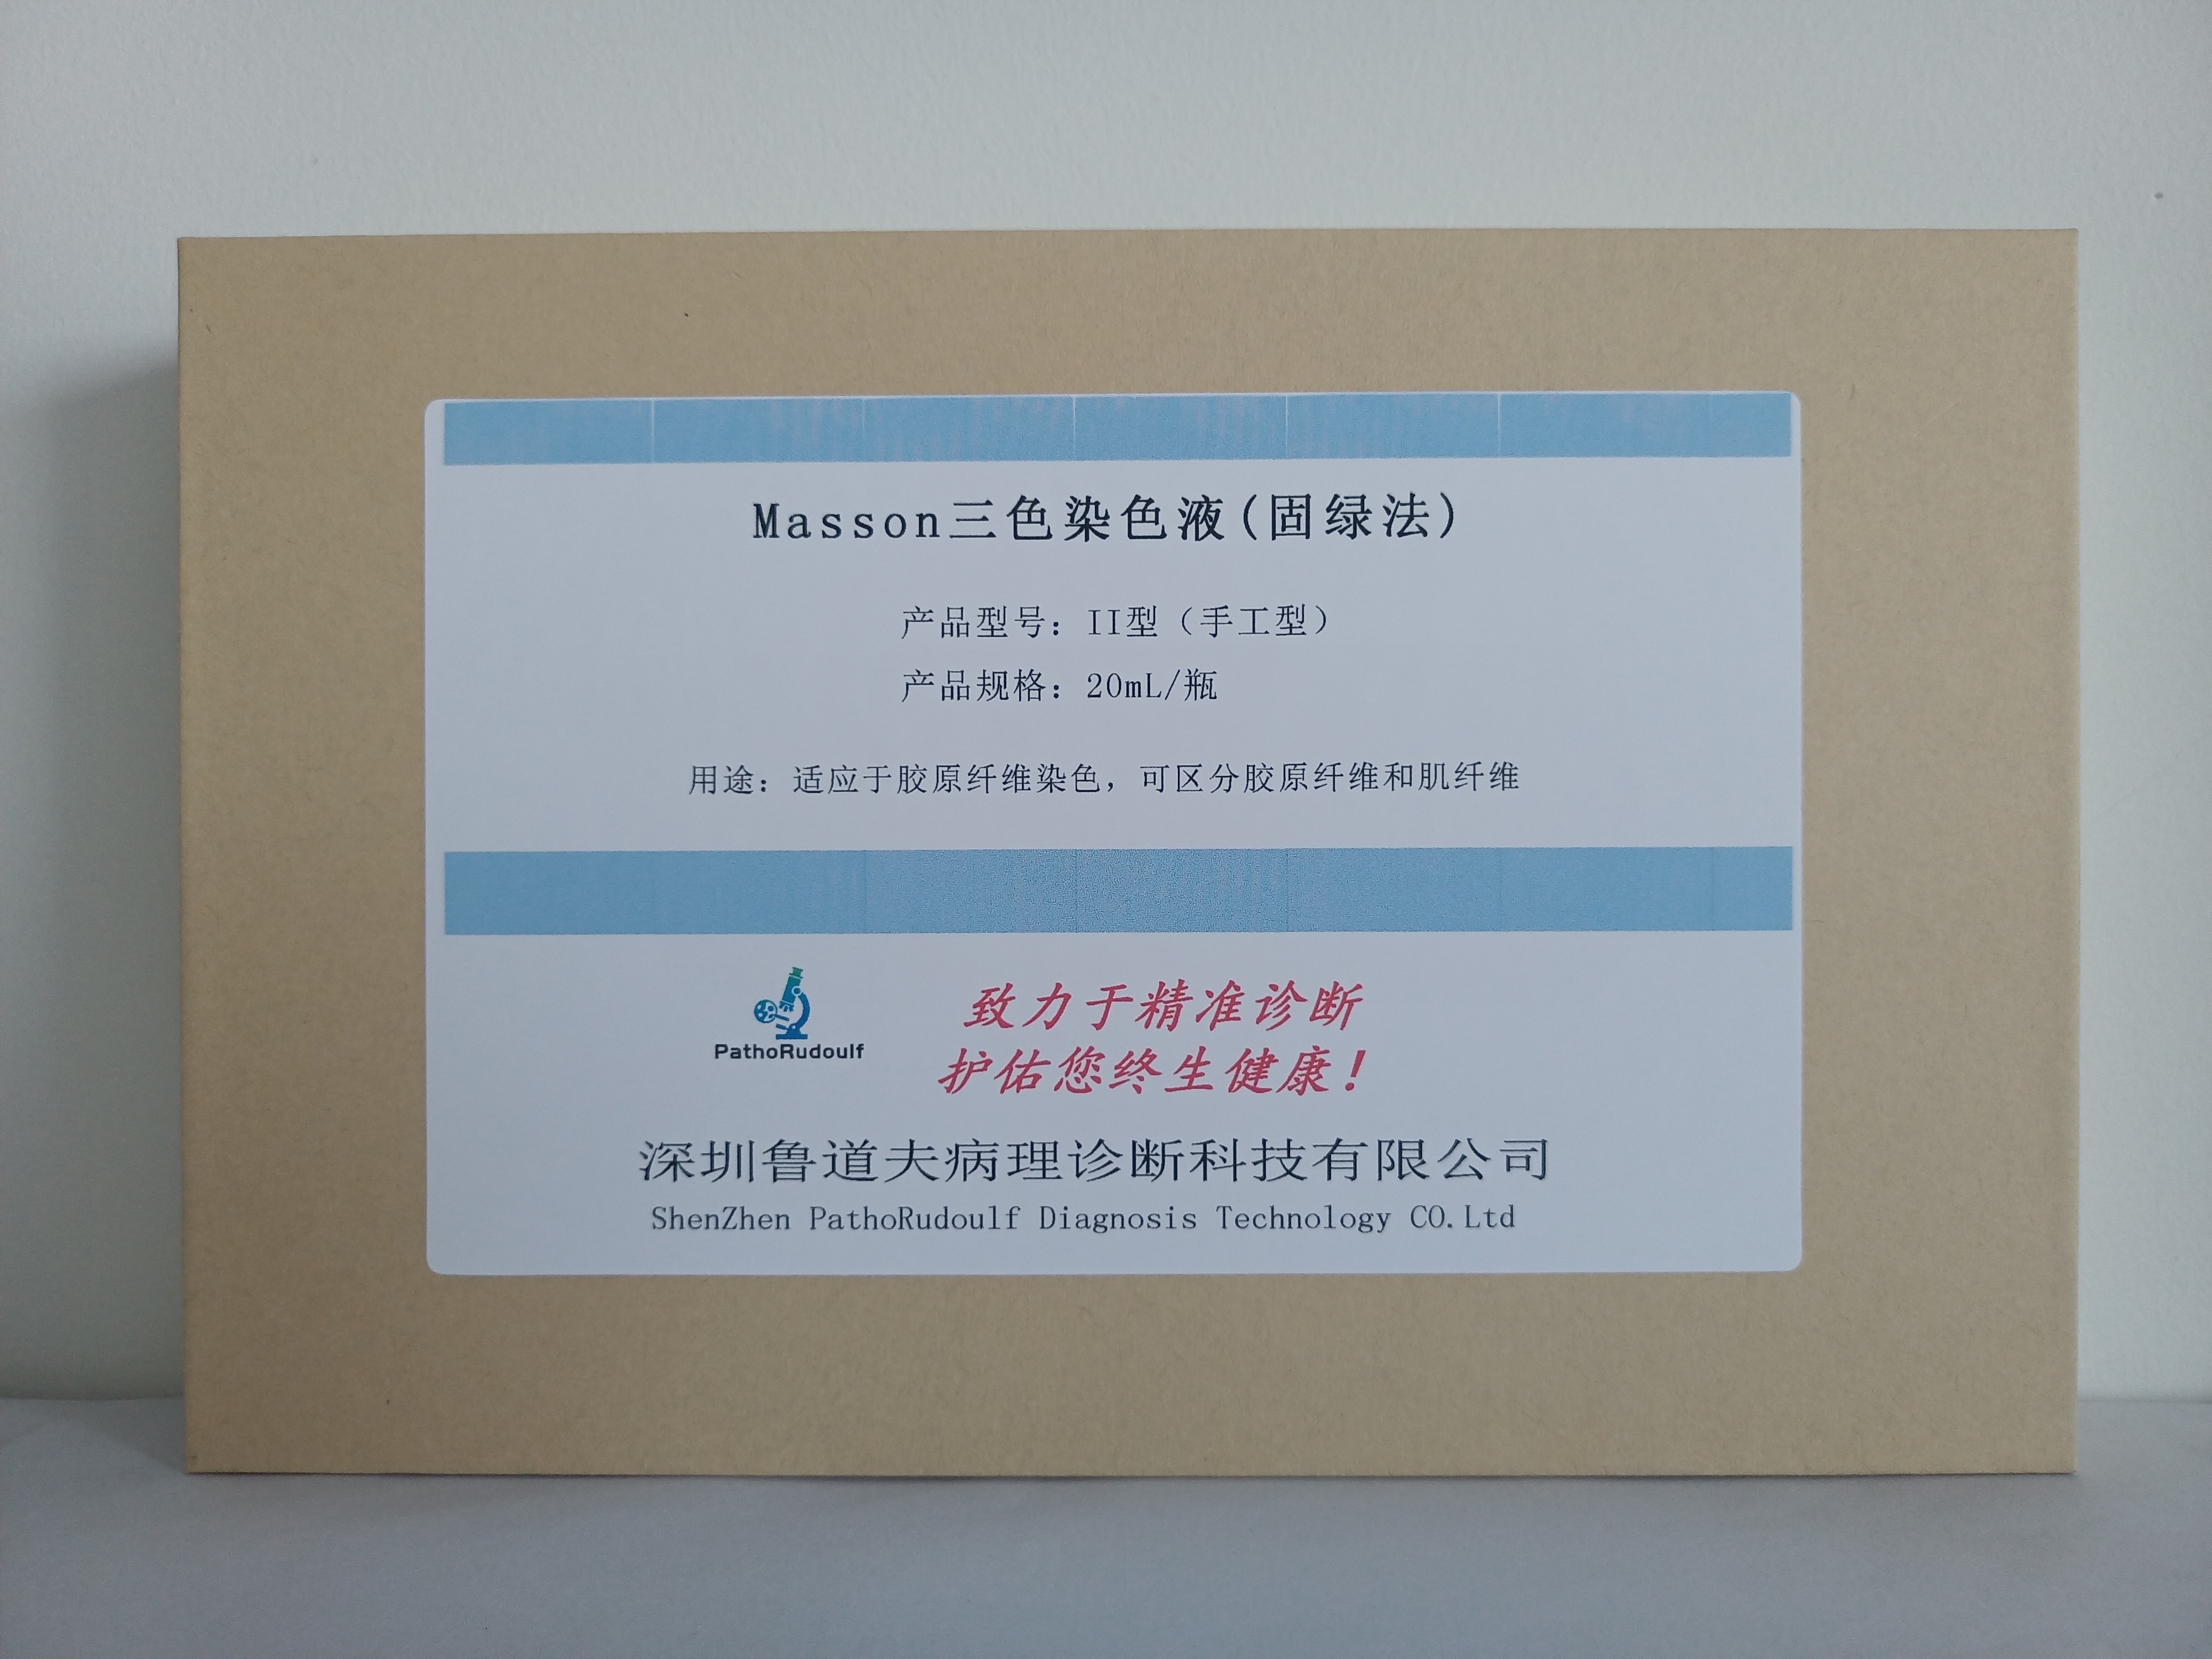 Masson三色染色液(固绿法)
产品型号：II型（手工型）
产品规格：20mL/瓶
用途：适应于胶原纤维染色，可区分胶原纤维和肌纤维
PathoRudoulf
致力于精准诊断
护佑您终生健康！
深圳鲁道夫病理诊断科技有限公司
ShenZhen PathoRudoulf Diagnosis Technology CO.Ltd